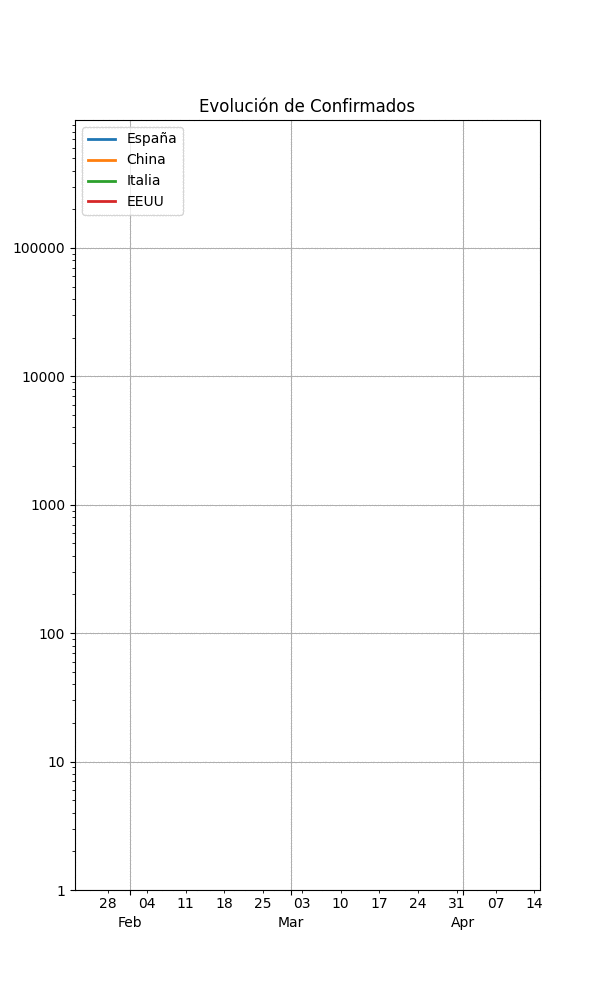 Evolución de Confirmados
España
China
Italia
EEUU
100000
10000
1000
100
10
1
28 04 11 18 25 03 10 17 24 31 07 14
Feb Mar Apr